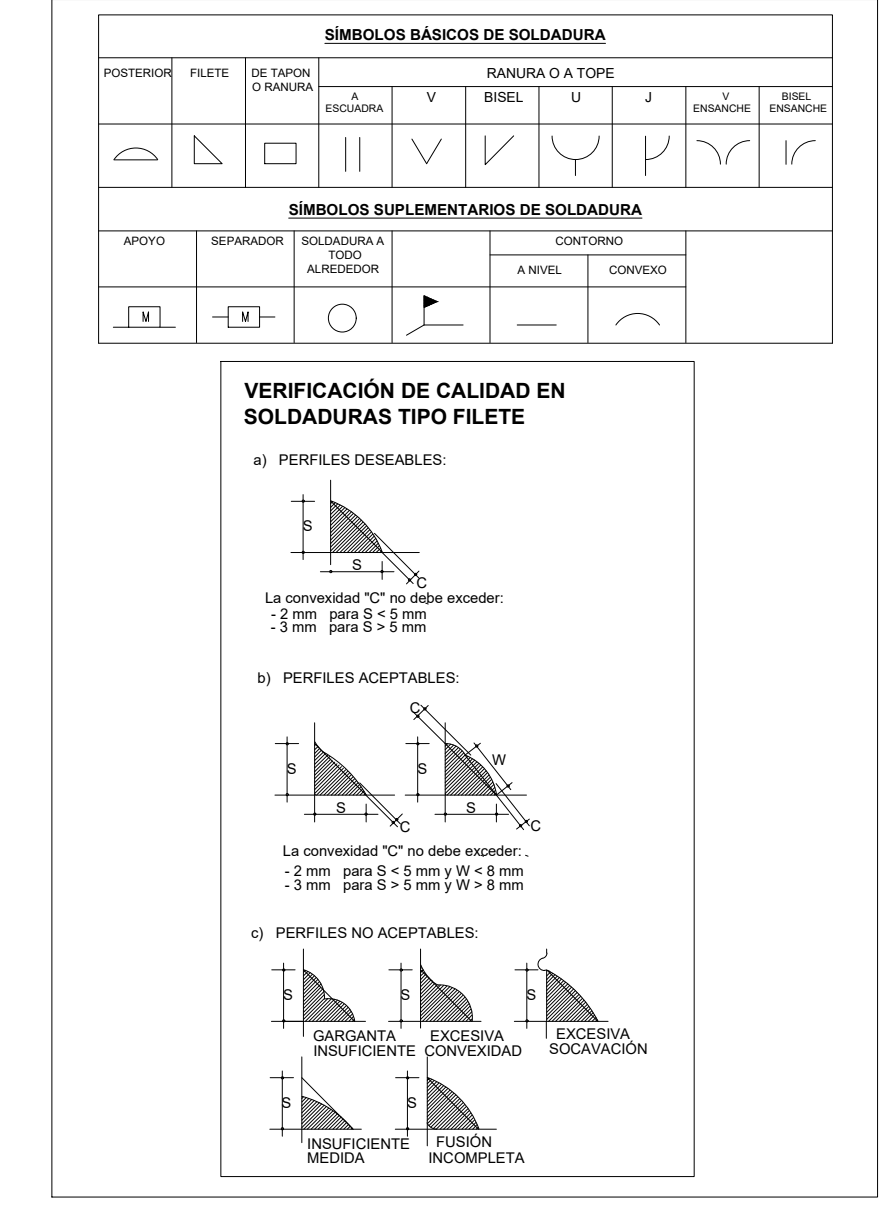 SÍMBOLOS BÁSICOS DE SOLDADURA
POSTERIOR
FILETE
DE TAPON
O RANURA
RANURA O A TOPE
A
ESCUADRA
V
BISEL
U
J
V
ENSANCHE
BISEL
ENSANCHE
SÍMBOLOS SUPLEMENTARIOS DE SOLDADURA
APOYO
SEPARADOR
SOLDADURA A
TODO
ALREDEDOR
CONTORNO
A NIVEL
CONVEXO
M
M
VERIFICACIÓN DE CALIDAD EN
SOLDADURAS TIPO FILETE
a) PERFILES DESEABLES:
S
S
C
La convexidad "C" no debe exceder:
- 2 mm para S < 5 mm
- 3 mm para S > 5 mm
b) PERFILES ACEPTABLES:
S
S
C
C
S
W
S
C
La convexidad "C" no debe exceder:
- 2 mm para S < 5 mm y W < 8 mm
- 3 mm para S > 5 mm y W > 8 mm
c) PERFILES NO ACEPTABLES:
S
GARGANTA
INSUFICIENTE
S
EXCESIVA
CONVEXIDAD
S
EXCESIVA
SOCAVACIÓN
S
INSUFICIENTE
MEDIDA
S
FUSIÓN
INCOMPLETA